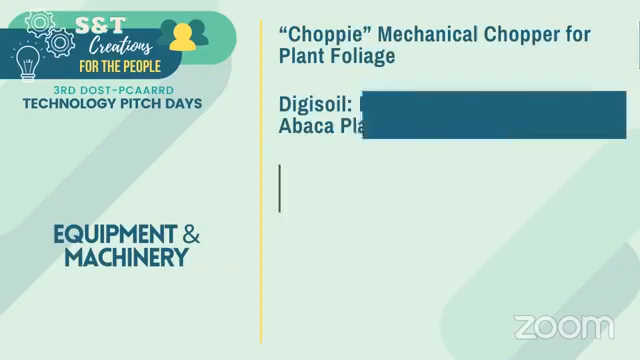 S&T
Creations
FOR THE PEOPLE
3RD DOST-PCAARRD
TECHNOLOGY PITCH DAYS
EQUIPMENT &
MACHINERY
“Choppie” Mechanical Chopper for
Plant Foliage
Digisoil:
Abaca
zoom